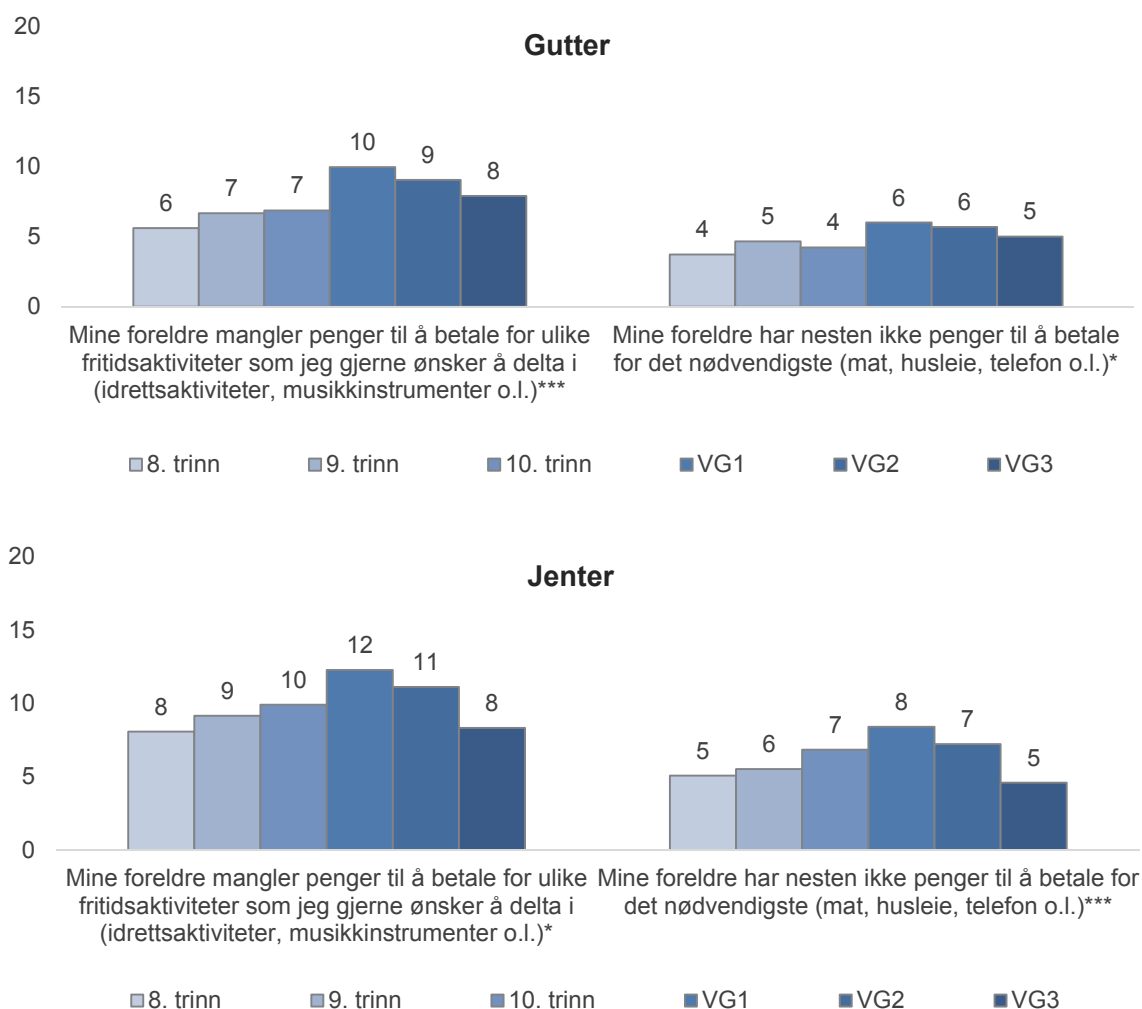 20
Gutter
15
10
5
0
6
7
7
10
9
8
4
5
4
6
6
5
Mine foreldre mangler penger til å betale for ulike
fritidsaktiviteter som jeg gjerne ønsker å delta i
(idrettsaktiviteter, musikkinstrumenter o.l.)***
Mine foreldre har nesten ikke penger til å betale
for det nødvendigste (mat, husleie, telefon o.l.)*
8. trinn 9. trinn 10. trinn VG1 VG2 VG3
20
Jenter
15
10
5
0
8
9
10
12
11
8
5
6
7
8
7
5
Mine foreldre mangler penger til å betale for ulike
fritidsaktiviteter som jeg gjerne ønsker å delta i
(idrettsaktiviteter, musikkinstrumenter o.l.)*
Mine foreldre har nesten ikke penger til å betale for
det nødvendigste (mat, husleie, telefon o.l.)***
8. trinn 9. trinn 10. trinn VG1 VG2 VG3